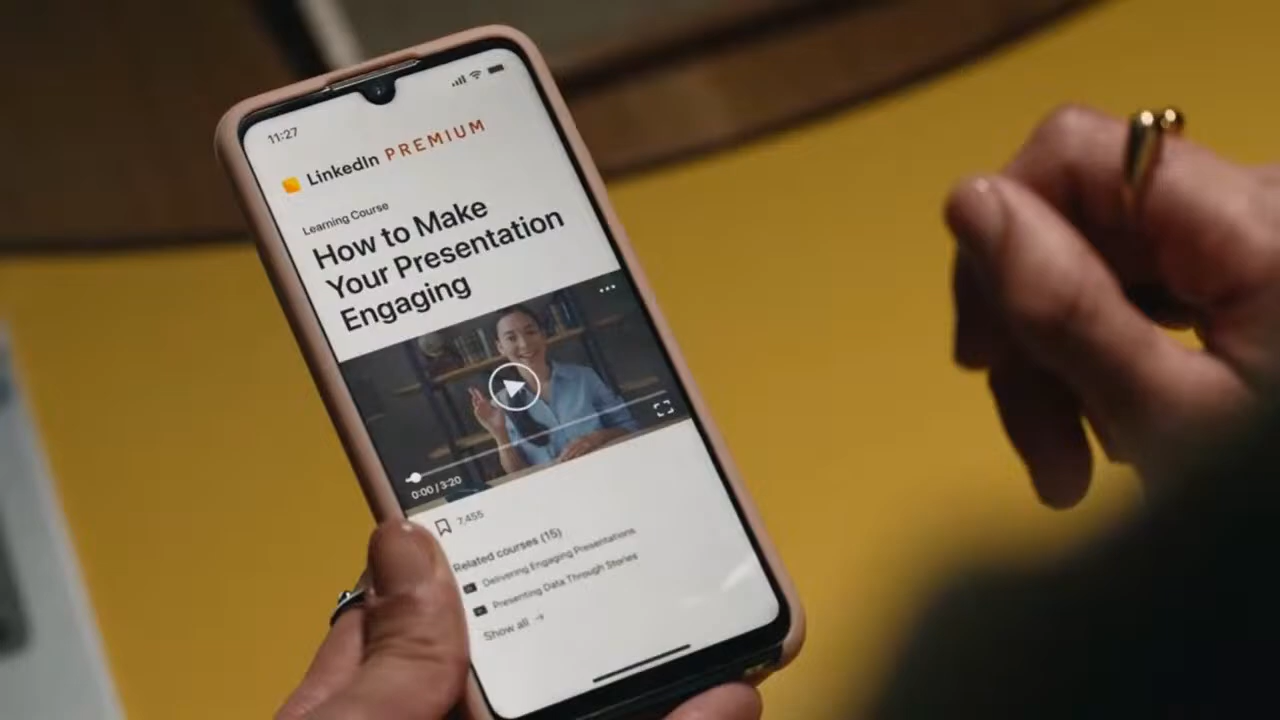 11:27
LinkedIn PREMIUM
Learning Course
How to Make
Your Presentation
Engaging
0:00 / 3:20
7,455
Related courses (15)
Delivering Engaging Presentations
Presenting Data Through Stories
Show all →